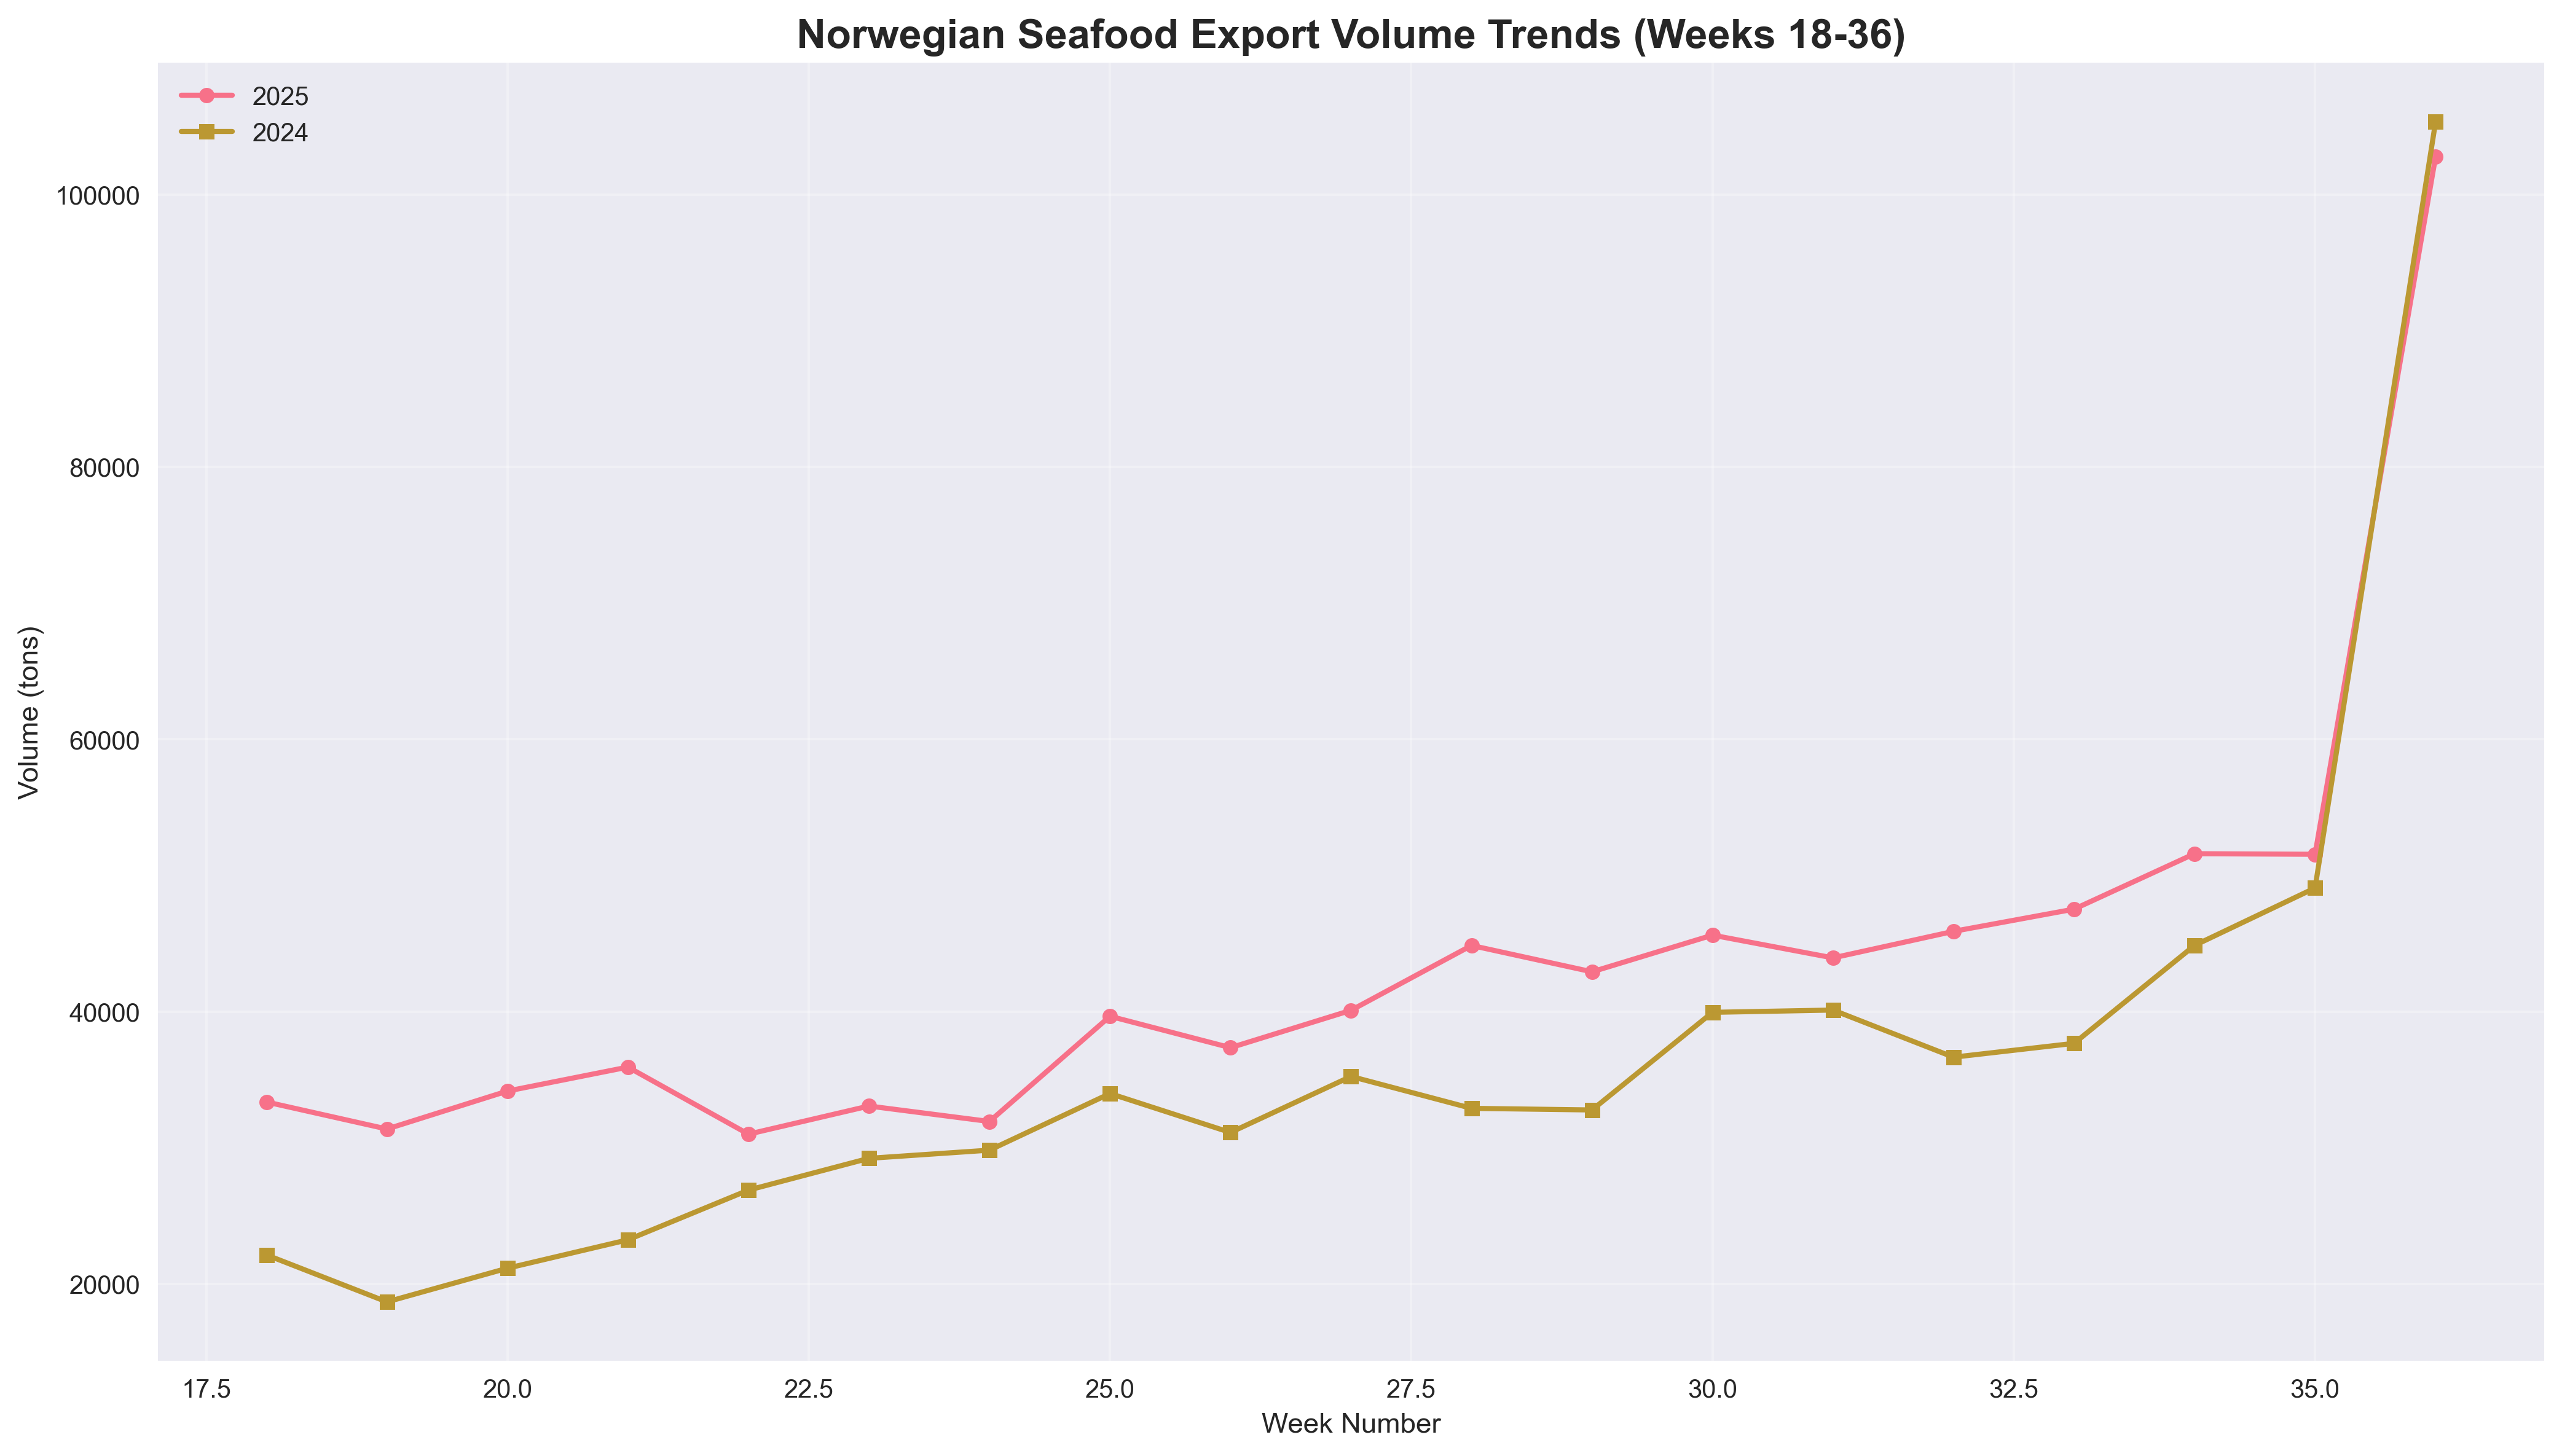 Norwegian Seafood Export Volume Trends (Weeks 18-36)
2025
2024
100000
80000
60000
40000
20000
Volume (tons)
17.5 20.0 22.5 25.0 27.5 30.0 32.5 35.0
Week Number